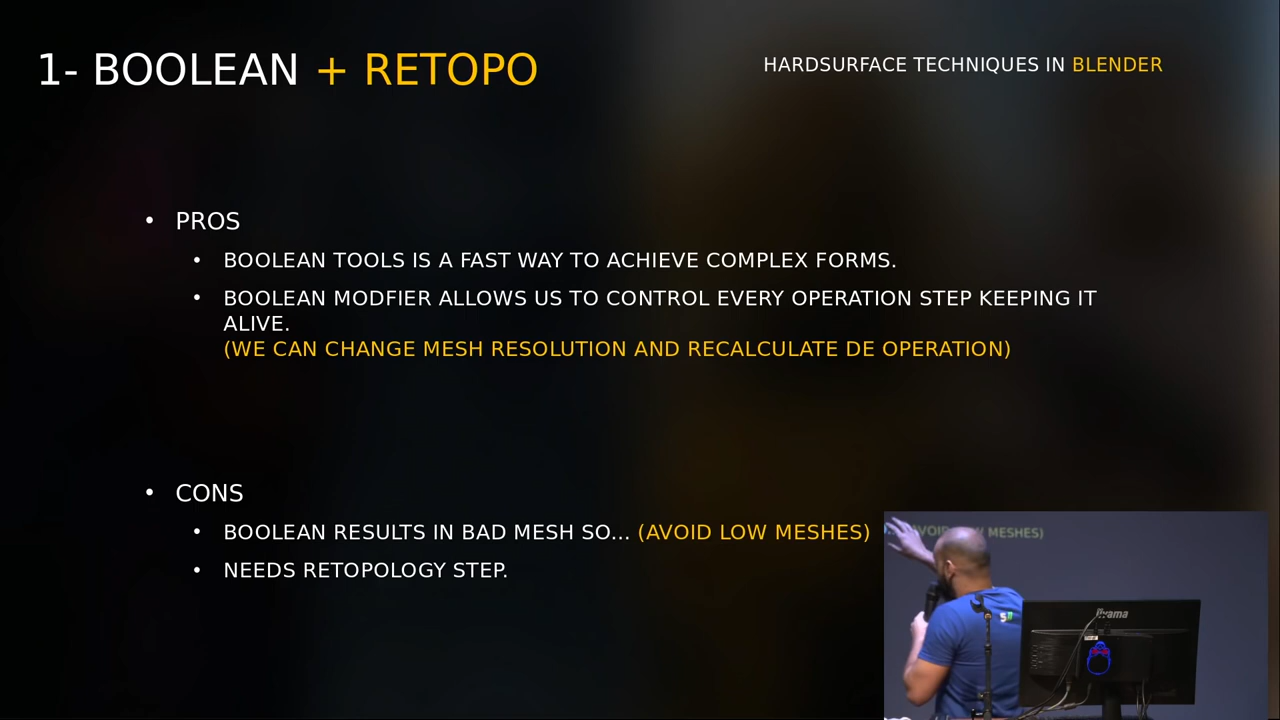 1- BOOLEAN + RETOPO
HARDSURFACE TECHNIQUES IN BLENDER
• PROS
• BOOLEAN TOOLS IS A FAST WAY TO ACHIEVE COMPLEX FORMS.
• BOOLEAN MODFIER ALLOWS US TO CONTROL EVERY OPERATION STEP KEEPING IT
ALIVE.
(WE CAN CHANGE MESH RESOLUTION AND RECALCULATE DE OPERATION)
• CONS
• BOOLEAN RESULTS IN BAD MESH SO... (AVOID LOW MESHES)
• NEEDS RETOPOLOGY STEP.
MESHES)
iiyama